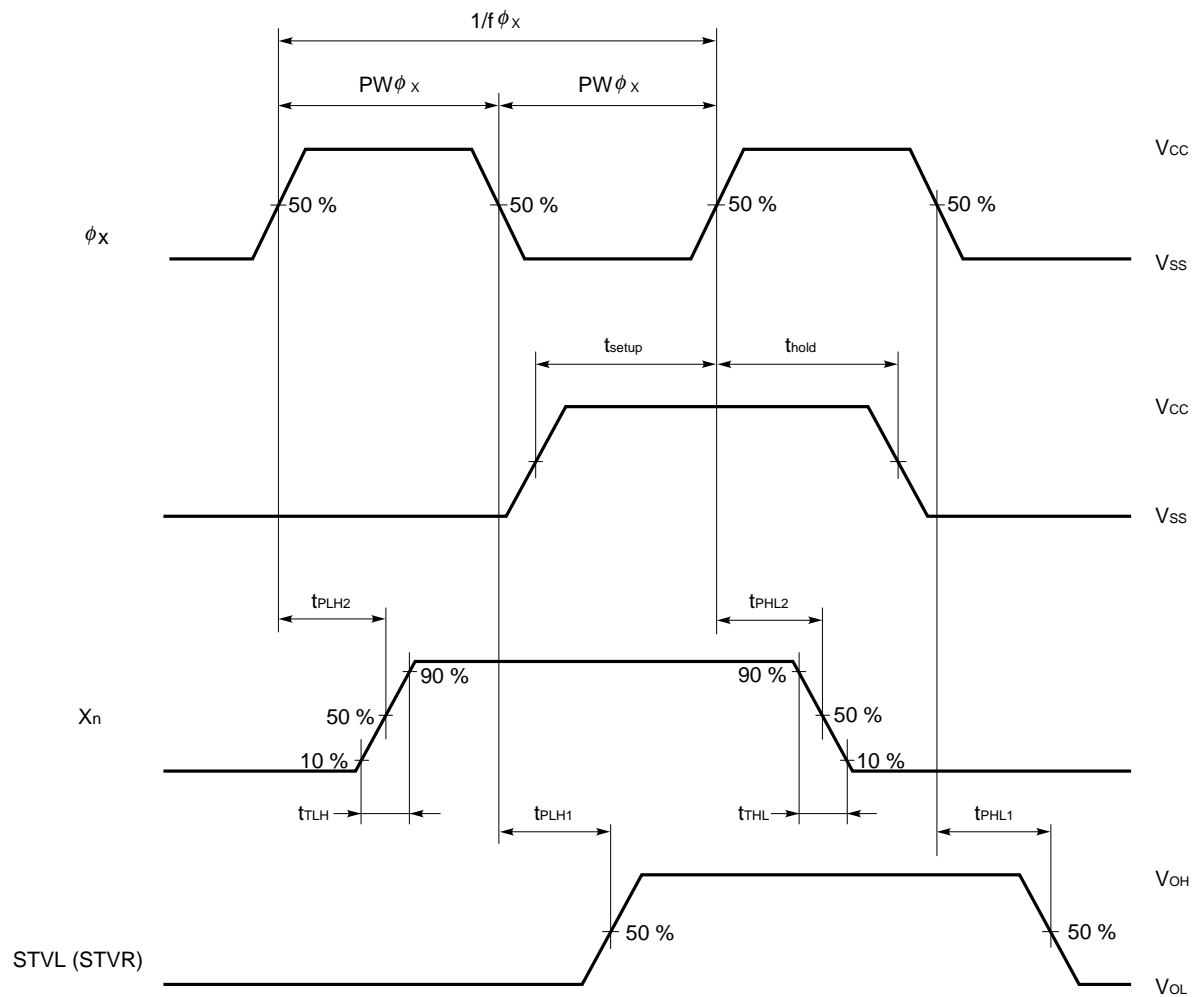 1/f ϕX
PWϕX PWϕX
VCC
50 % 50 % 50 % 50 %
ϕX
VSS
tsetup thold
VCC
VSS
tPLH2 tPHL2
90 % 90 %
Xn 50 % 50 %
10 % 10 %
tTLH tPLH1 tTHL tPHL1
VOH
50 % 50 %
STVL (STVR)
VOL